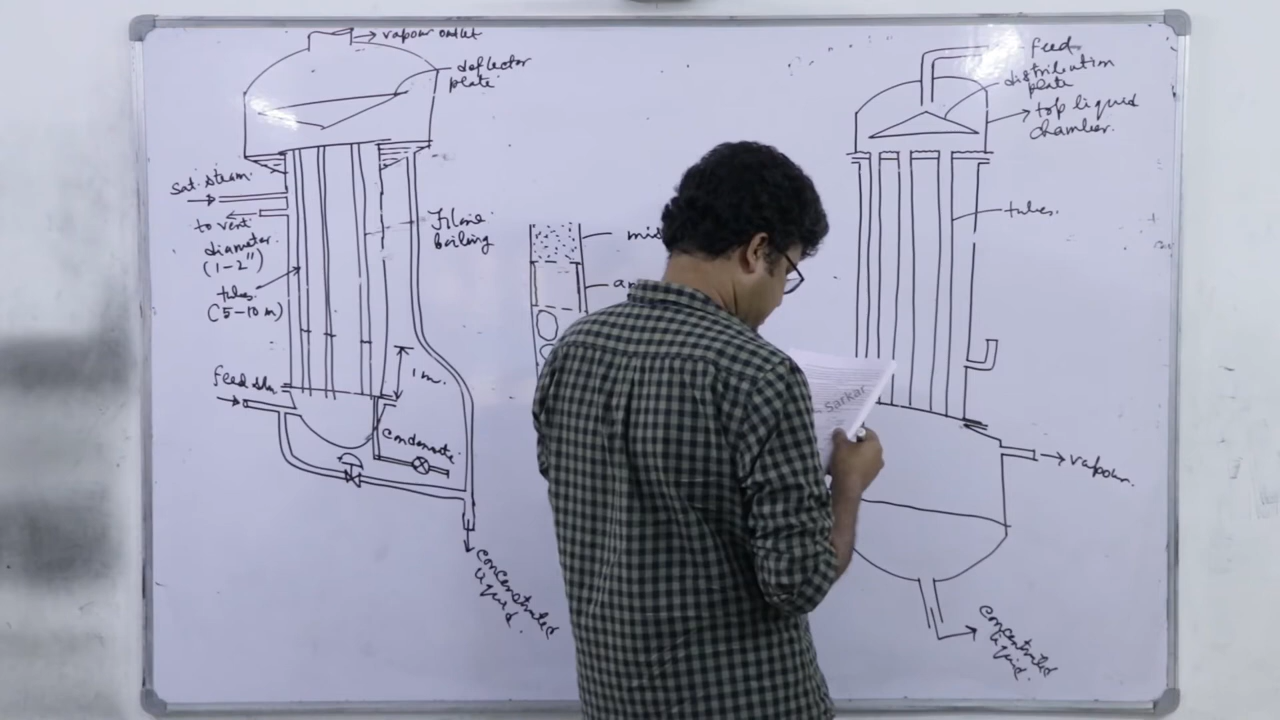 vapour outlet
deflector
plate
sat. steam
to vent
diameter
(1-2")
tubes
(5-10 m)
boiling
1 m.
feed
condensate
concentrated
liquid.
feed
distribution
plate
top liquid
chamber.
tubes.
vapour.
concentrated
liquid.
Sarkar